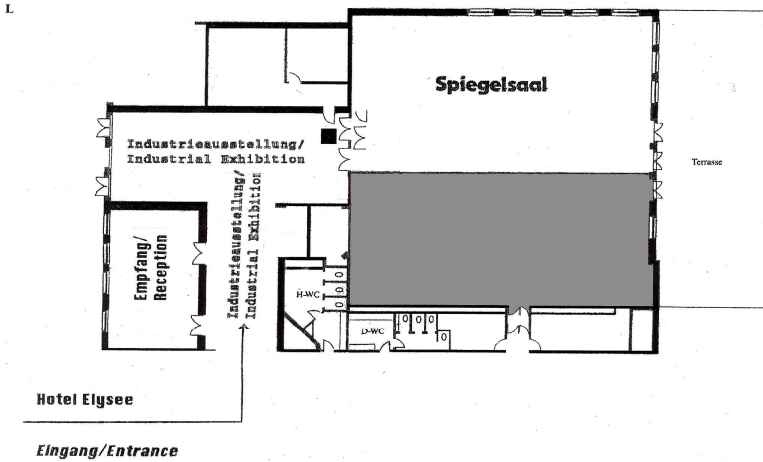 L
Spiegelsaal
Industrieausstellung/
Industrial Exhibition
Terrasse
Industrieausstellung/
Industrial Exhibition
Empfang/
Reception
H-WC
D-WC
Hotel Elysee
Eingang/Entrance